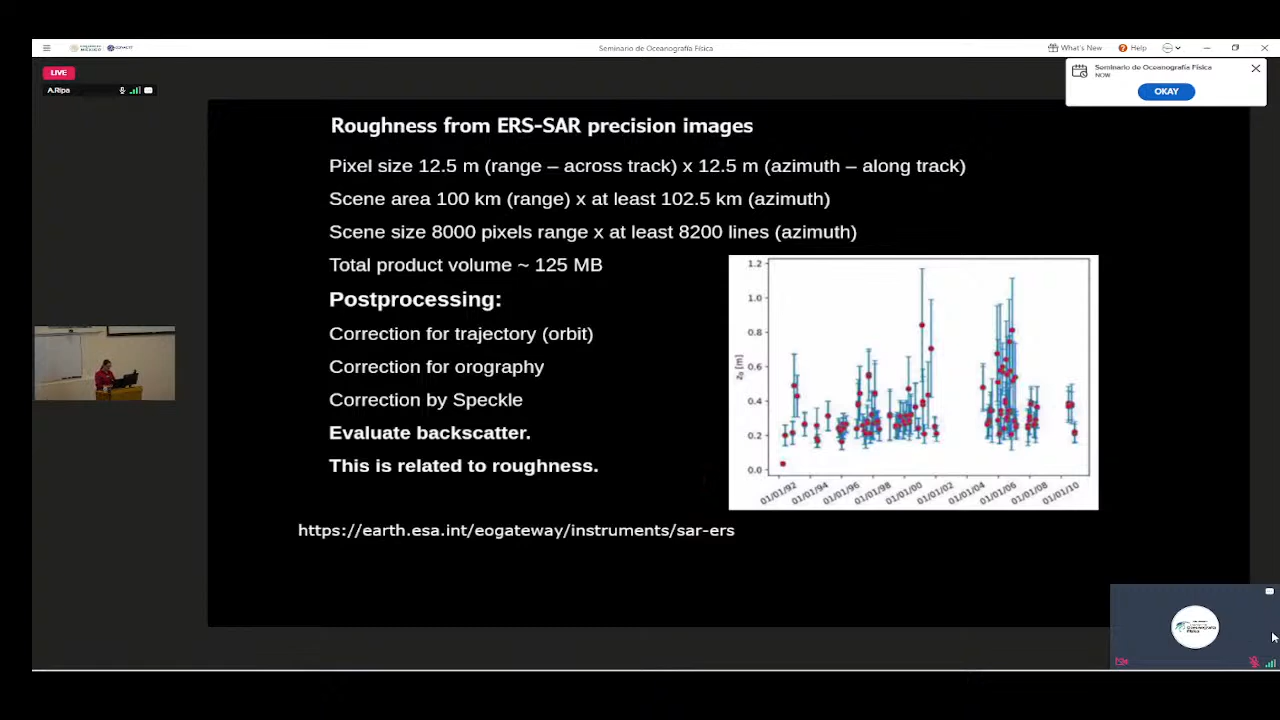 Seminario de Oceanografía Física
What's New
Help
LIVE
A.Ripa
Seminario de Oceanografía Física
NOW
OKAY
Roughness from ERS-SAR precision images
Pixel size 12.5 m (range – across track) x 12.5 m (azimuth – along track)
Scene area 100 km (range) x at least 102.5 km (azimuth)
Scene size 8000 pixels range x at least 8200 lines (azimuth)
Total product volume ~ 125 MB
Postprocessing:
Correction for trajectory (orbit)
Correction for orography
Correction by Speckle
Evaluate backscatter.
This is related to roughness.
https://earth.esa.int/eogateway/instruments/sar-ers
z₀ [m]
1.2
1.0
0.8
0.6
0.4
0.2
0.0
01/01/92
01/01/94
01/01/96
01/01/98
01/01/00
01/01/02
01/01/04
01/01/06
01/01/08
01/01/10